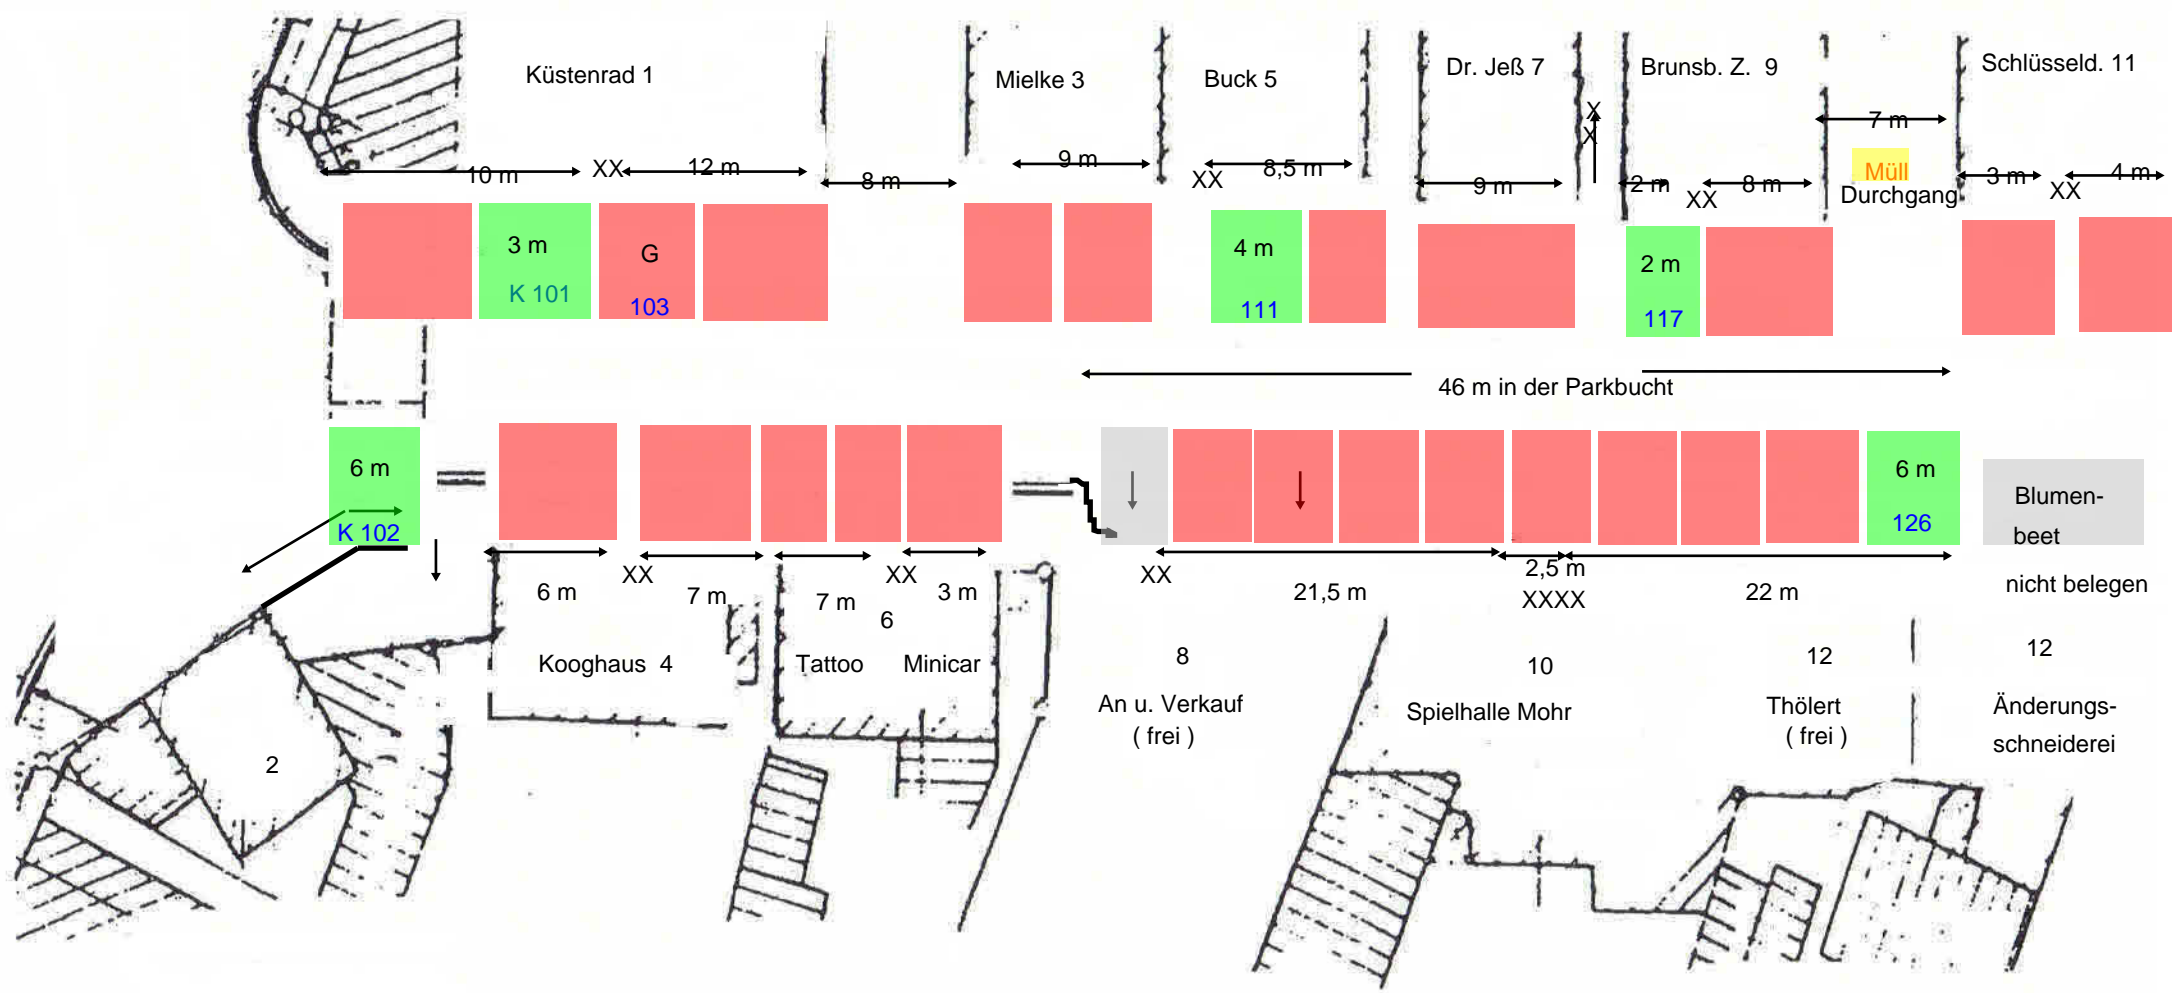 Küstenrad 1
Mielke 3
Buck 5
Dr. Jeß 7
Brunsb. Z. 9
Schlüsseld. 11
X
X
7 m
10 m
XX
12 m
8 m
9 m
XX
8,5 m
9 m
2 m
XX
8 m
Müll
Durchgang
3 m
XX
4 m
3 m
K 101
G
103
4 m
111
2 m
117
46 m in der Parkbucht
6 m
K 102
6 m
126
Blumen-
beet
nicht belegen
6 m
XX
7 m
7 m
XX
3 m
6
XX
21,5 m
2,5 m
XXXX
22 m
Kooghaus 4
Tattoo
Minicar
8
An u. Verkauf
( frei )
10
Spielhalle Mohr
12
Thölert
( frei )
12
Änderungs-
schneiderei
2